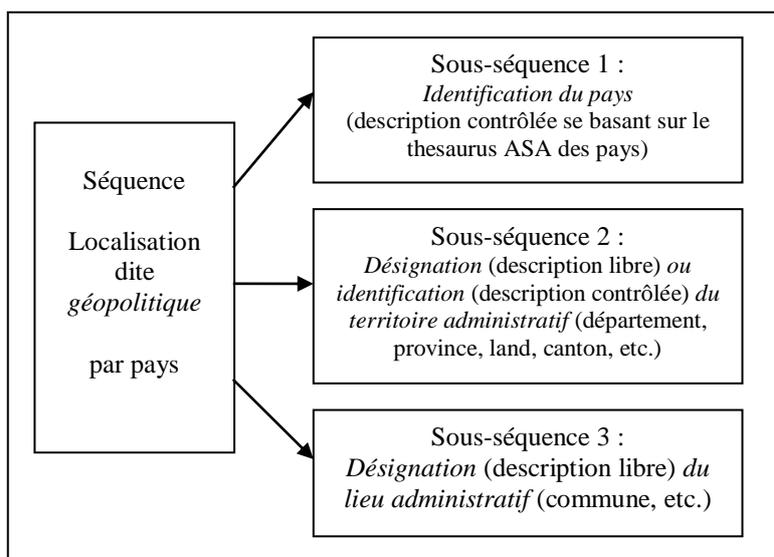 Séquence
Localisation
dite
géopolitique
par pays
Sous-séquence 1 :
Identification du pays
(description contrôlée se basant sur le
thesaurus ASA des pays)
Sous-séquence 2 :
Désignation (description libre) ou
identification (description contrôlée) du
territoire administratif (département,
province, land, canton, etc.)
Sous-séquence 3 :
Désignation (description libre) du
lieu administratif (commune, etc.)